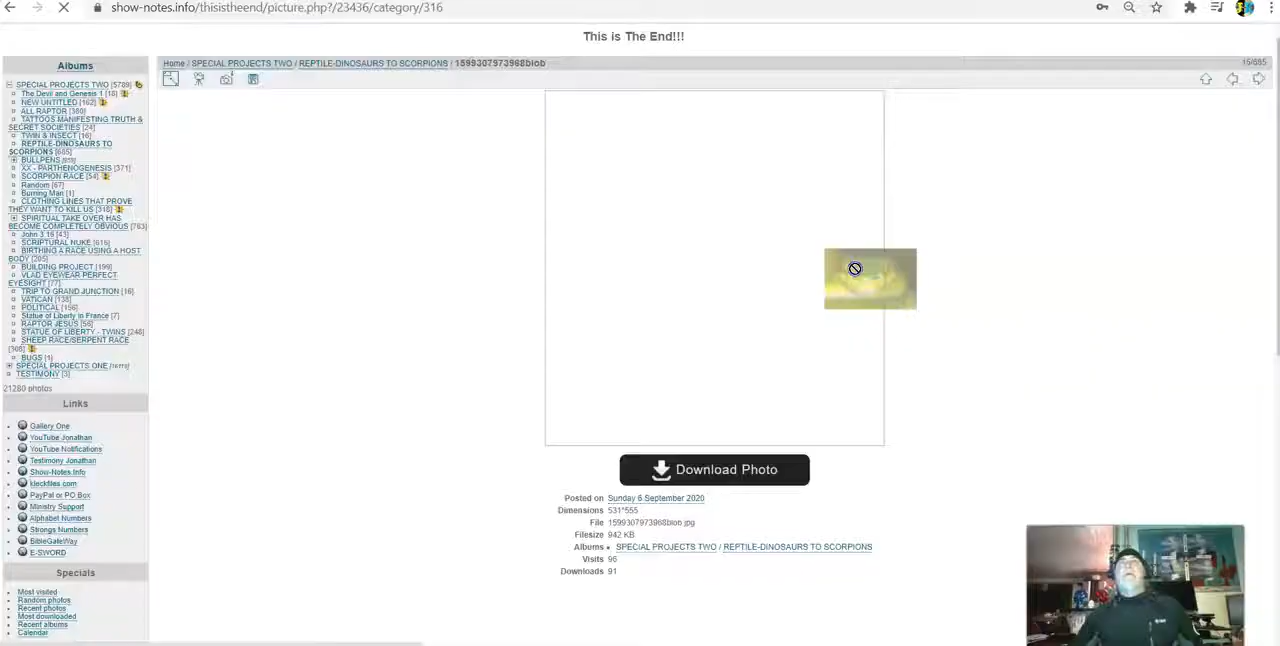 show-notes.info/thisistheend/picture.php?/23436/category/316
This is The End!!!
Albums
Home / SPECIAL PROJECTS TWO / REPTILE-DINOSAURS TO SCORPIONS / 1599307973968blob
15/665
SPECIAL PROJECTS TWO [5789]
The Devil and Genesis 1 [18]
NEW UNTITLED [162]
ALL RAPTOR [380]
TATTOOS MANIFESTING TRUTH &
SECRET SOCIETIES [24]
TWIN & INSECT [16]
REPTILE-DINOSAURS TO
SCORPIONS [665]
BULLPENS
XX - PARTHENOGENESIS [371]
SCORPION RACE [54]
Random [67]
Burning Man [1]
CLOTHING LINES THAT PROVE
THEY WANT TO KILL US [318]
SPIRITUAL TAKE OVER HAS
BECOME COMPLETELY OBVIOUS [763]
John 3:16 [43]
SCRIPTURAL NUKE [616]
BIRTHING A RACE USING A HOST
BODY [205]
BUILDING PROJECT [199]
VLAD EYEWEAR PERFECT
EYESIGHT [77]
TRIP TO GRAND JUNCTION [16]
VATICAN [138]
POLITICAL [156]
Statue of Liberty in France [7]
RAPTOR JESUS [56]
STATUE OF LIBERTY - TWINS [248]
SHEEP RACE/SERPENT RACE
BUGS [1]
SPECIAL PROJECTS ONE
TESTIMONY [3]
21280 photos
Links
Gallery One
YouTube Jonathan
YouTube Notifications
Testimony Jonathan
Show-Notes.Info
kleckfiles.com
PayPal or PO Box
Ministry Support
Alphabet Numbers
Strongs Numbers
BibleGateWay
E-SWORD
Specials
Most visited
Random photos
Recent photos
Most downloaded
Recent albums
Calendar
Download Photo
Posted on Sunday 6 September 2020
Dimensions 531*555
File 1599307973968blob.jpg
Filesize 942 KB
Albums SPECIAL PROJECTS TWO / REPTILE-DINOSAURS TO SCORPIONS
Visits 96
Downloads 91